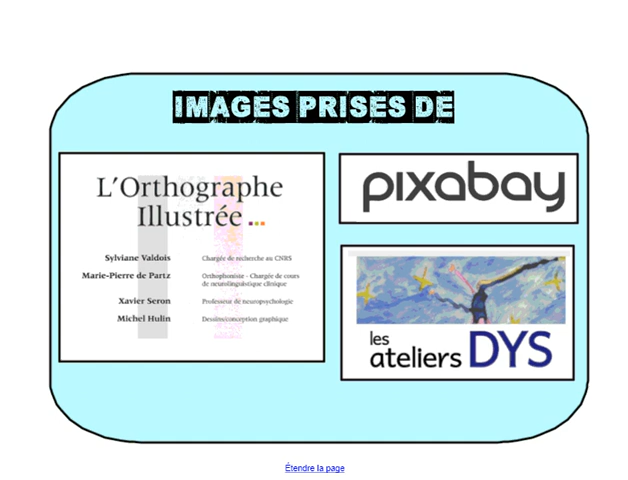 IMAGES PRISES DE
L'Orthographe
Illustrée...
Sylviane Valdois Chargée de recherche au CNRS
Marie-Pierre de Partz Orthophoniste - Chargée de cours
de neurolinguistique clinique
Xavier Seron Professeur de neuropsychologie
Michel Hulin Dessins/conception graphique
pixabay
les
ateliers DYS
Étendre la page